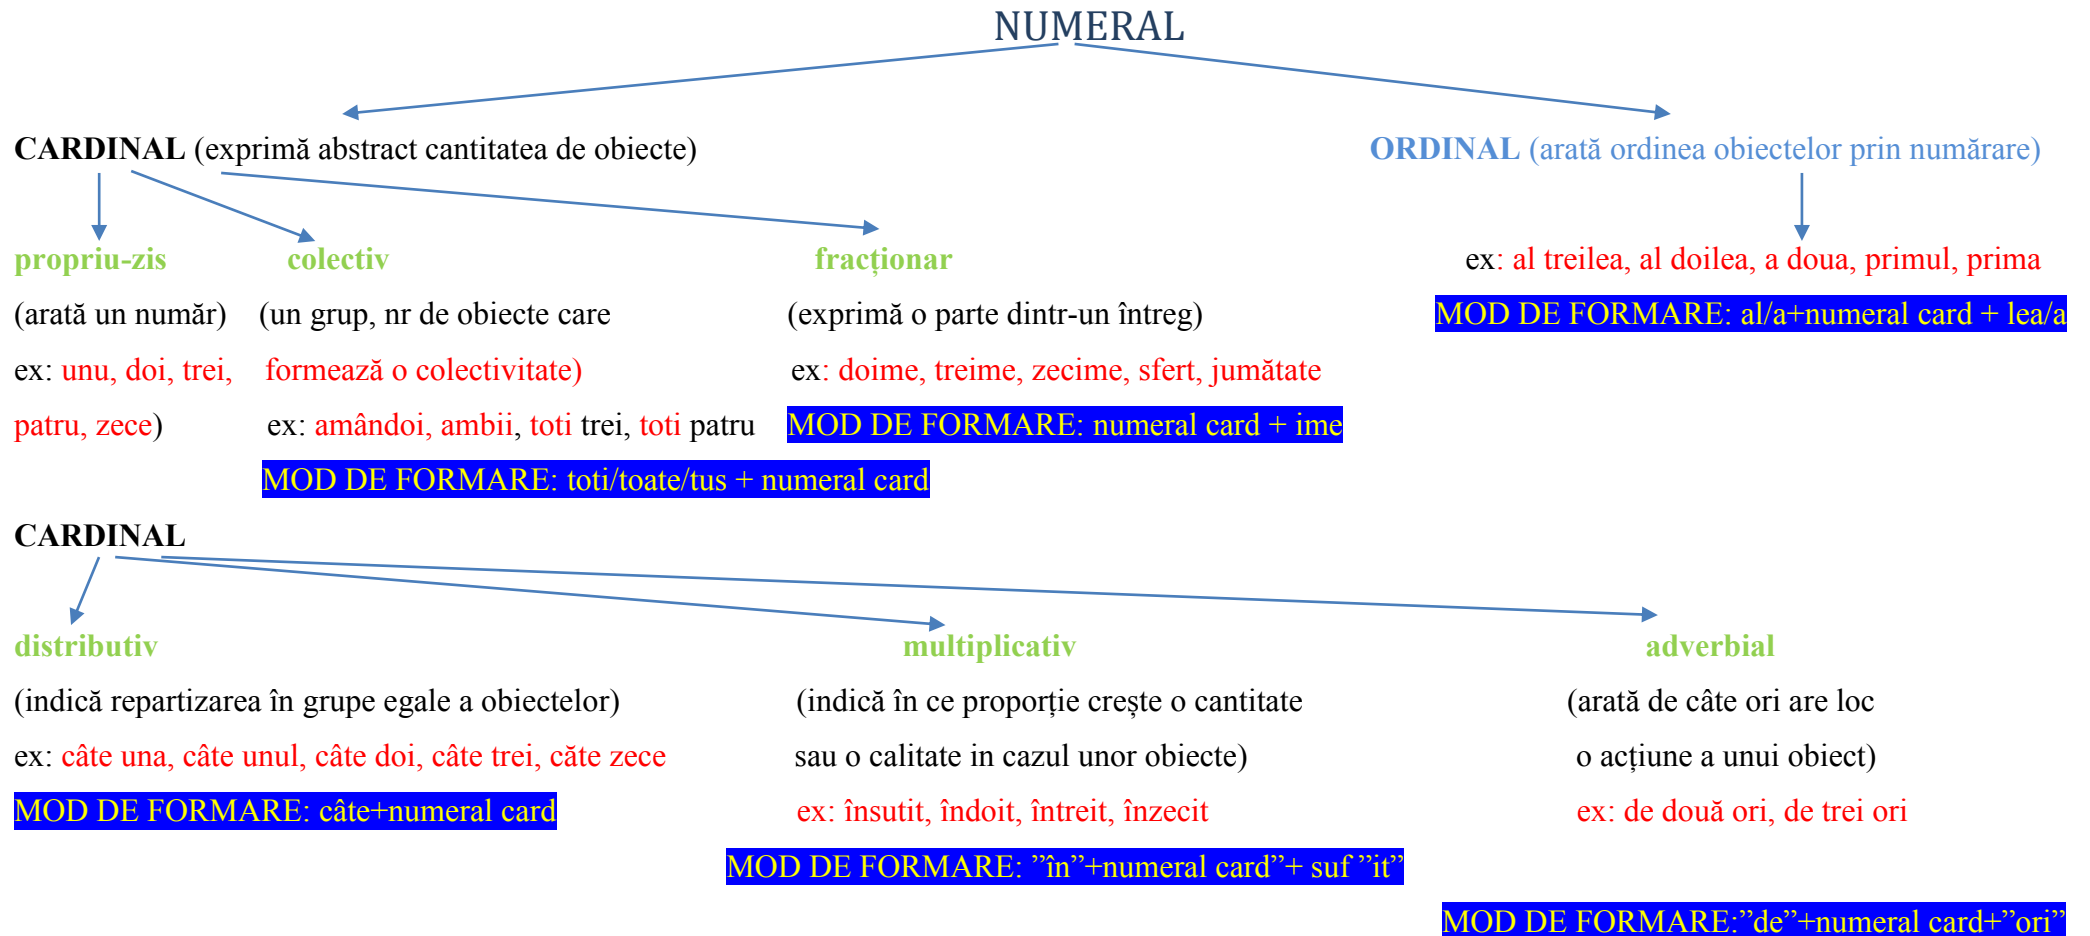 NUMERAL
CARDINAL (exprimă abstract cantitatea de obiecte) ORDINAL (arată ordinea obiectelor prin numărare)
propriu-zis colectiv fracționar ex: al treilea, al doilea, a doua, primul, prima
(arată un număr) (un grup, nr de obiecte care (exprimă o parte dintr-un întreg) MOD DE FORMARE: al/a+numeral card + lea/a
ex: unu, doi, trei, formează o colectivitate) ex: doime, treime, zecime, sfert, jumătate
patru, zece) ex: amândoi, ambii, toti trei, toti patru MOD DE FORMARE: numeral card + ime
MOD DE FORMARE: toti/toate/tus + numeral card
CARDINAL
distributiv multiplicativ adverbial
(indică repartizarea în grupe egale a obiectelor) (indică în ce proporție crește o cantitate (arată de câte ori are loc
ex: câte una, câte unul, câte doi, câte trei, căte zece sau o calitate in cazul unor obiecte) o acțiune a unui obiect)
MOD DE FORMARE: câte+numeral card ex: însutit, îndoit, întreit, înzecit ex: de două ori, de trei ori
MOD DE FORMARE: ”în”+numeral card”+ suf ”it”
MOD DE FORMARE:”de”+numeral card+”ori”